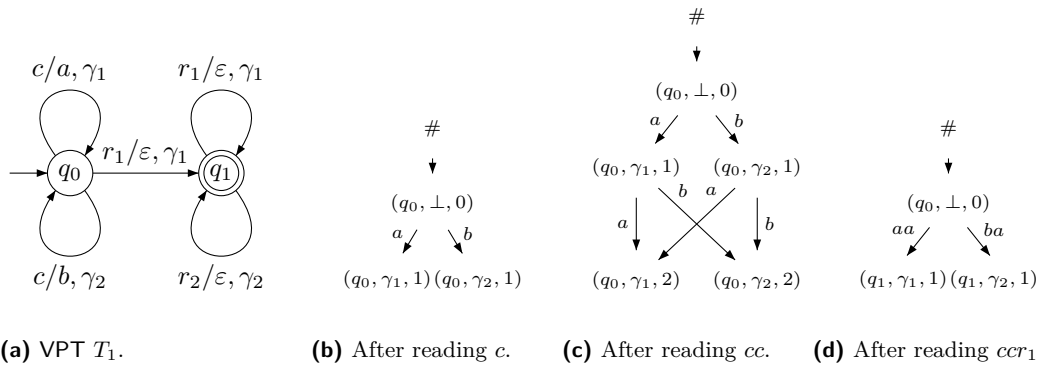 c/a, γ₁
r₁/ε, γ₁
q₀
r₁/ε, γ₁
q₁
c/b, γ₂
r₂/ε, γ₂
(a) VPT T₁.
#
(q₀, ⊥, 0)
a b
(q₀, γ₁, 1) (q₀, γ₂, 1)
(b) After reading c.
#
(q₀, ⊥, 0)
a b
(q₀, γ₁, 1) (q₀, γ₂, 1)
b a
a b
(q₀, γ₁, 2) (q₀, γ₂, 2)
(c) After reading cc.
#
(q₀, ⊥, 0)
aa ba
(q₁, γ₁, 1) (q₁, γ₂, 1)
(d) After reading ccr₁